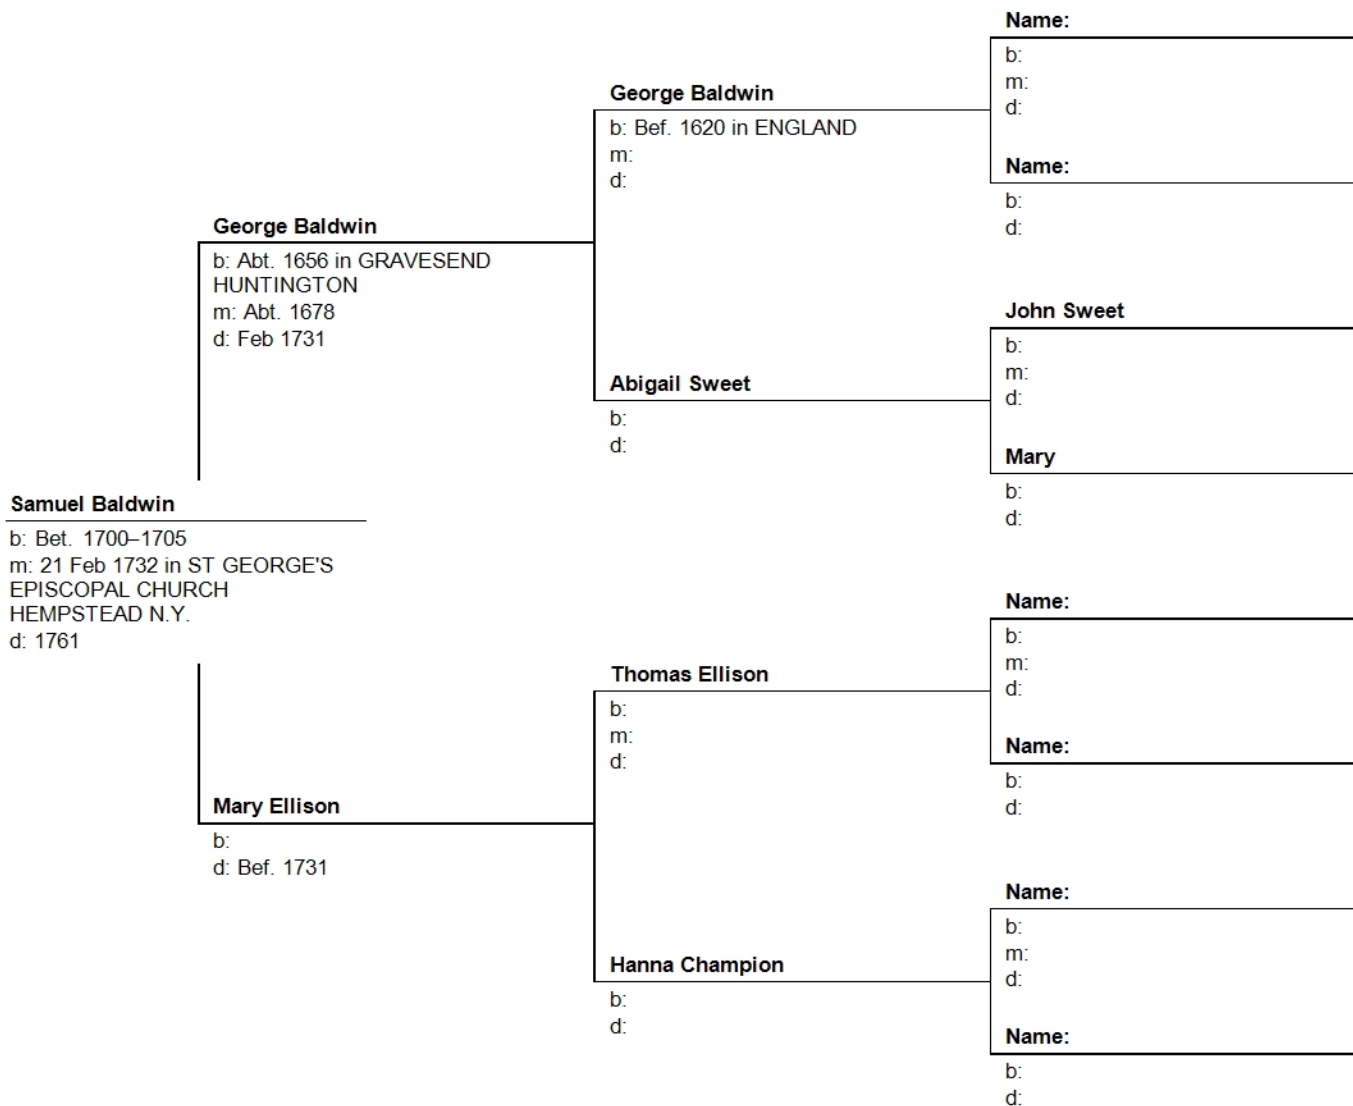 Name:
b:
m:
d:
George Baldwin
b: Bef. 1620 in ENGLAND
m:
d:
Name:
b:
d:
George Baldwin
b: Abt. 1656 in GRAVESEND
HUNTINGTON
m: Abt. 1678
d: Feb 1731
John Sweet
b:
m:
d:
Abigail Sweet
b:
d:
Mary
b:
d:
Samuel Baldwin
b: Bet. 1700–1705
m: 21 Feb 1732 in ST GEORGE'S
EPISCOPAL CHURCH
HEMPSTEAD N.Y.
d: 1761
Name:
b:
m:
d:
Thomas Ellison
b:
m:
d:
Name:
b:
d:
Mary Ellison
b:
d: Bef. 1731
Name:
b:
m:
d:
Hanna Champion
b:
d:
Name:
b:
d: